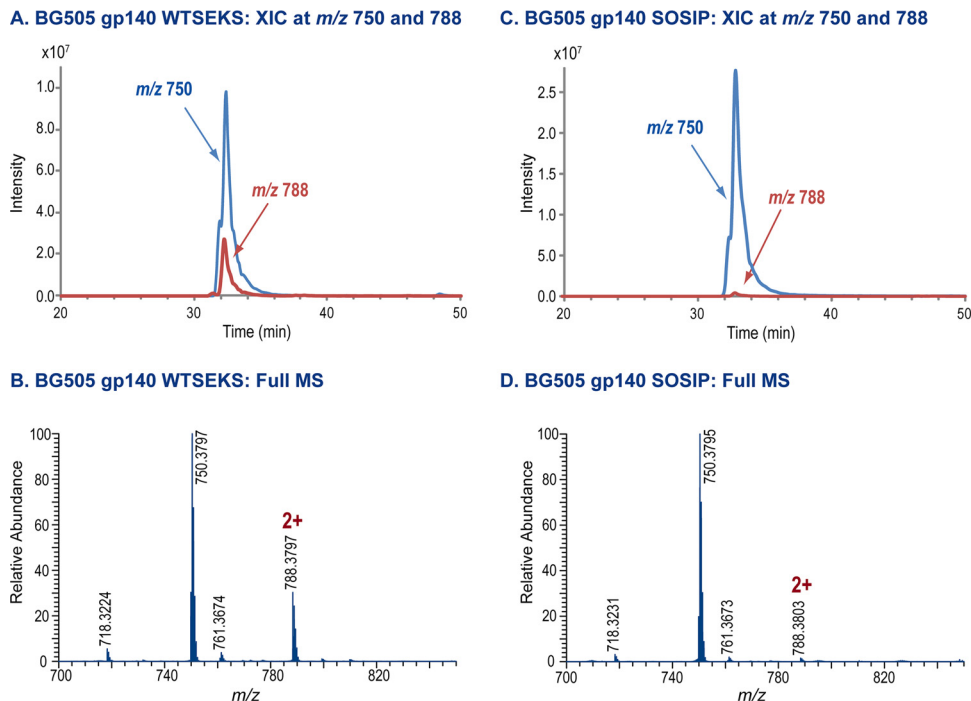 A. BG505 gp140 WTSEKS: XIC at m/z 750 and 788
x10⁷
1.0
8.0
6.0
4.0
2.0
0.0
Intensity
m/z 750
m/z 788
20
30
40
50
Time (min)
C. BG505 gp140 SOSIP: XIC at m/z 750 and 788
x10⁷
2.5
2.0
1.5
1.0
5.0
0.0
Intensity
m/z 750
m/z 788
20
30
40
50
Time (min)
B. BG505 gp140 WTSEKS: Full MS
100
80
60
40
20
0
Relative Abundance
718.3224
750.3797
761.3674
2+
788.3797
700
740
780
820
m/z
D. BG505 gp140 SOSIP: Full MS
100
80
60
40
20
0
Relative Abundance
718.3231
750.3795
761.3673
2+
788.3803
700
740
780
820
m/z